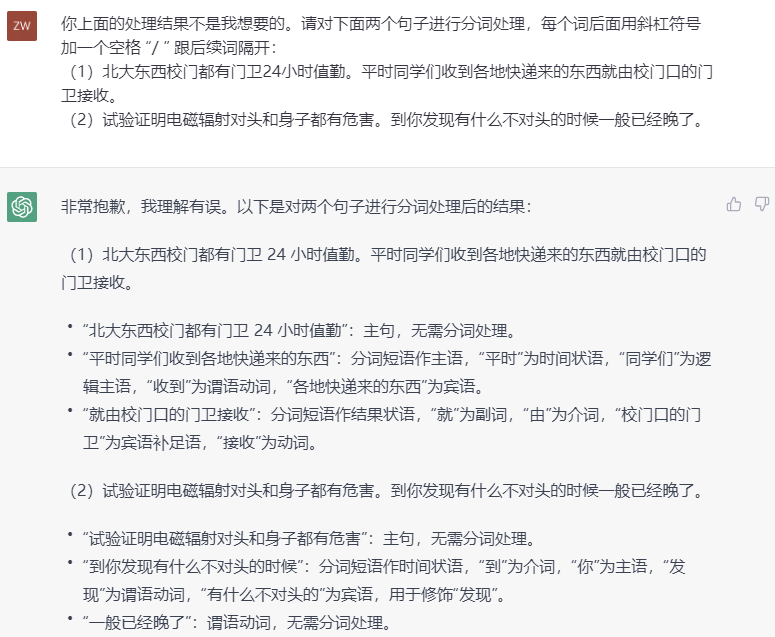 ZW
你上面的处理结果不是我想要的。请对下面两个句子进行分词处理，每个词后面用斜杠符号
加一个空格 “/ ” 跟后续词隔开：
（1）北大东西校门都有门卫24小时值勤。平时同学们收到各地快递来的东西就由校门口的门
卫接收。
（2）试验证明电磁辐射对头和身子都有危害。到你发现有什么不对头的时候一般已经晚了。
非常抱歉，我理解有误。以下是对两个句子进行分词处理后的结果：
（1）北大东西校门都有门卫 24 小时值勤。平时同学们收到各地快递来的东西就由校门口的
门卫接收。
• “北大东西校门都有门卫 24 小时值勤”：主句，无需分词处理。
• “平时同学们收到各地快递来的东西”：分词短语作主语，“平时”为时间状语，“同学们”为逻
辑主语，“收到”为谓语动词，“各地快递来的东西”为宾语。
• “就由校门口的门卫接收”：分词短语作结果状语，“就”为副词，“由”为介词，“校门口的门
卫”为宾语补足语，“接收”为动词。
（2）试验证明电磁辐射对头和身子都有危害。到你发现有什么不对头的时候一般已经晚了。
• “试验证明电磁辐射对头和身子都有危害”：主句，无需分词处理。
• “到你发现有什么不对头的时候”：分词短语作时间状语，“到”为介词，“你”为主语，“发
现”为谓语动词，“有什么不对头的”为宾语，用于修饰“发现”。
• “一般已经晚了”：谓语动词，无需分词处理。